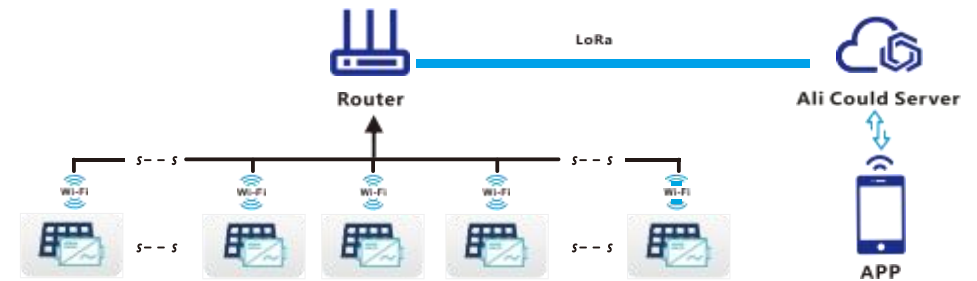 LoRa
Router
Ali Could Server
s - - s
s - - s
Wi-Fi
Wi-Fi
Wi-Fi
Wi-Fi
Wi-Fi
s - - s
s - - s
APP